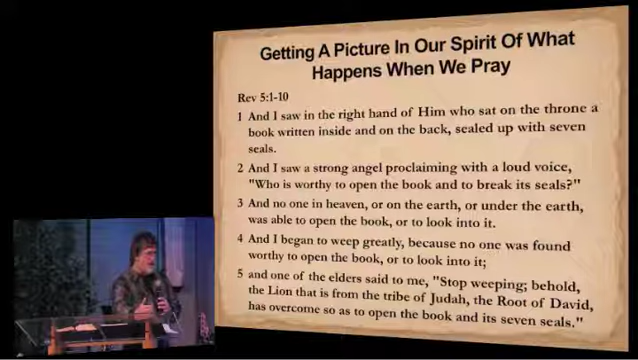 Getting A Picture In Our Spirit Of What
Happens When We Pray
Rev 5:1-10
1 And I saw in the right hand of Him who sat on the throne a
book written inside and on the back, sealed up with seven
seals.
2 And I saw a strong angel proclaiming with a loud voice,
"Who is worthy to open the book and to break its seals?"
3 And no one in heaven, or on the earth, or under the earth,
was able to open the book, or to look into it.
4 And I began to weep greatly, because no one was found
worthy to open the book, or to look into it;
5 and one of the elders said to me, "Stop weeping; behold,
the Lion that is from the tribe of Judah, the Root of David,
has overcome so as to open the book and its seven seals."